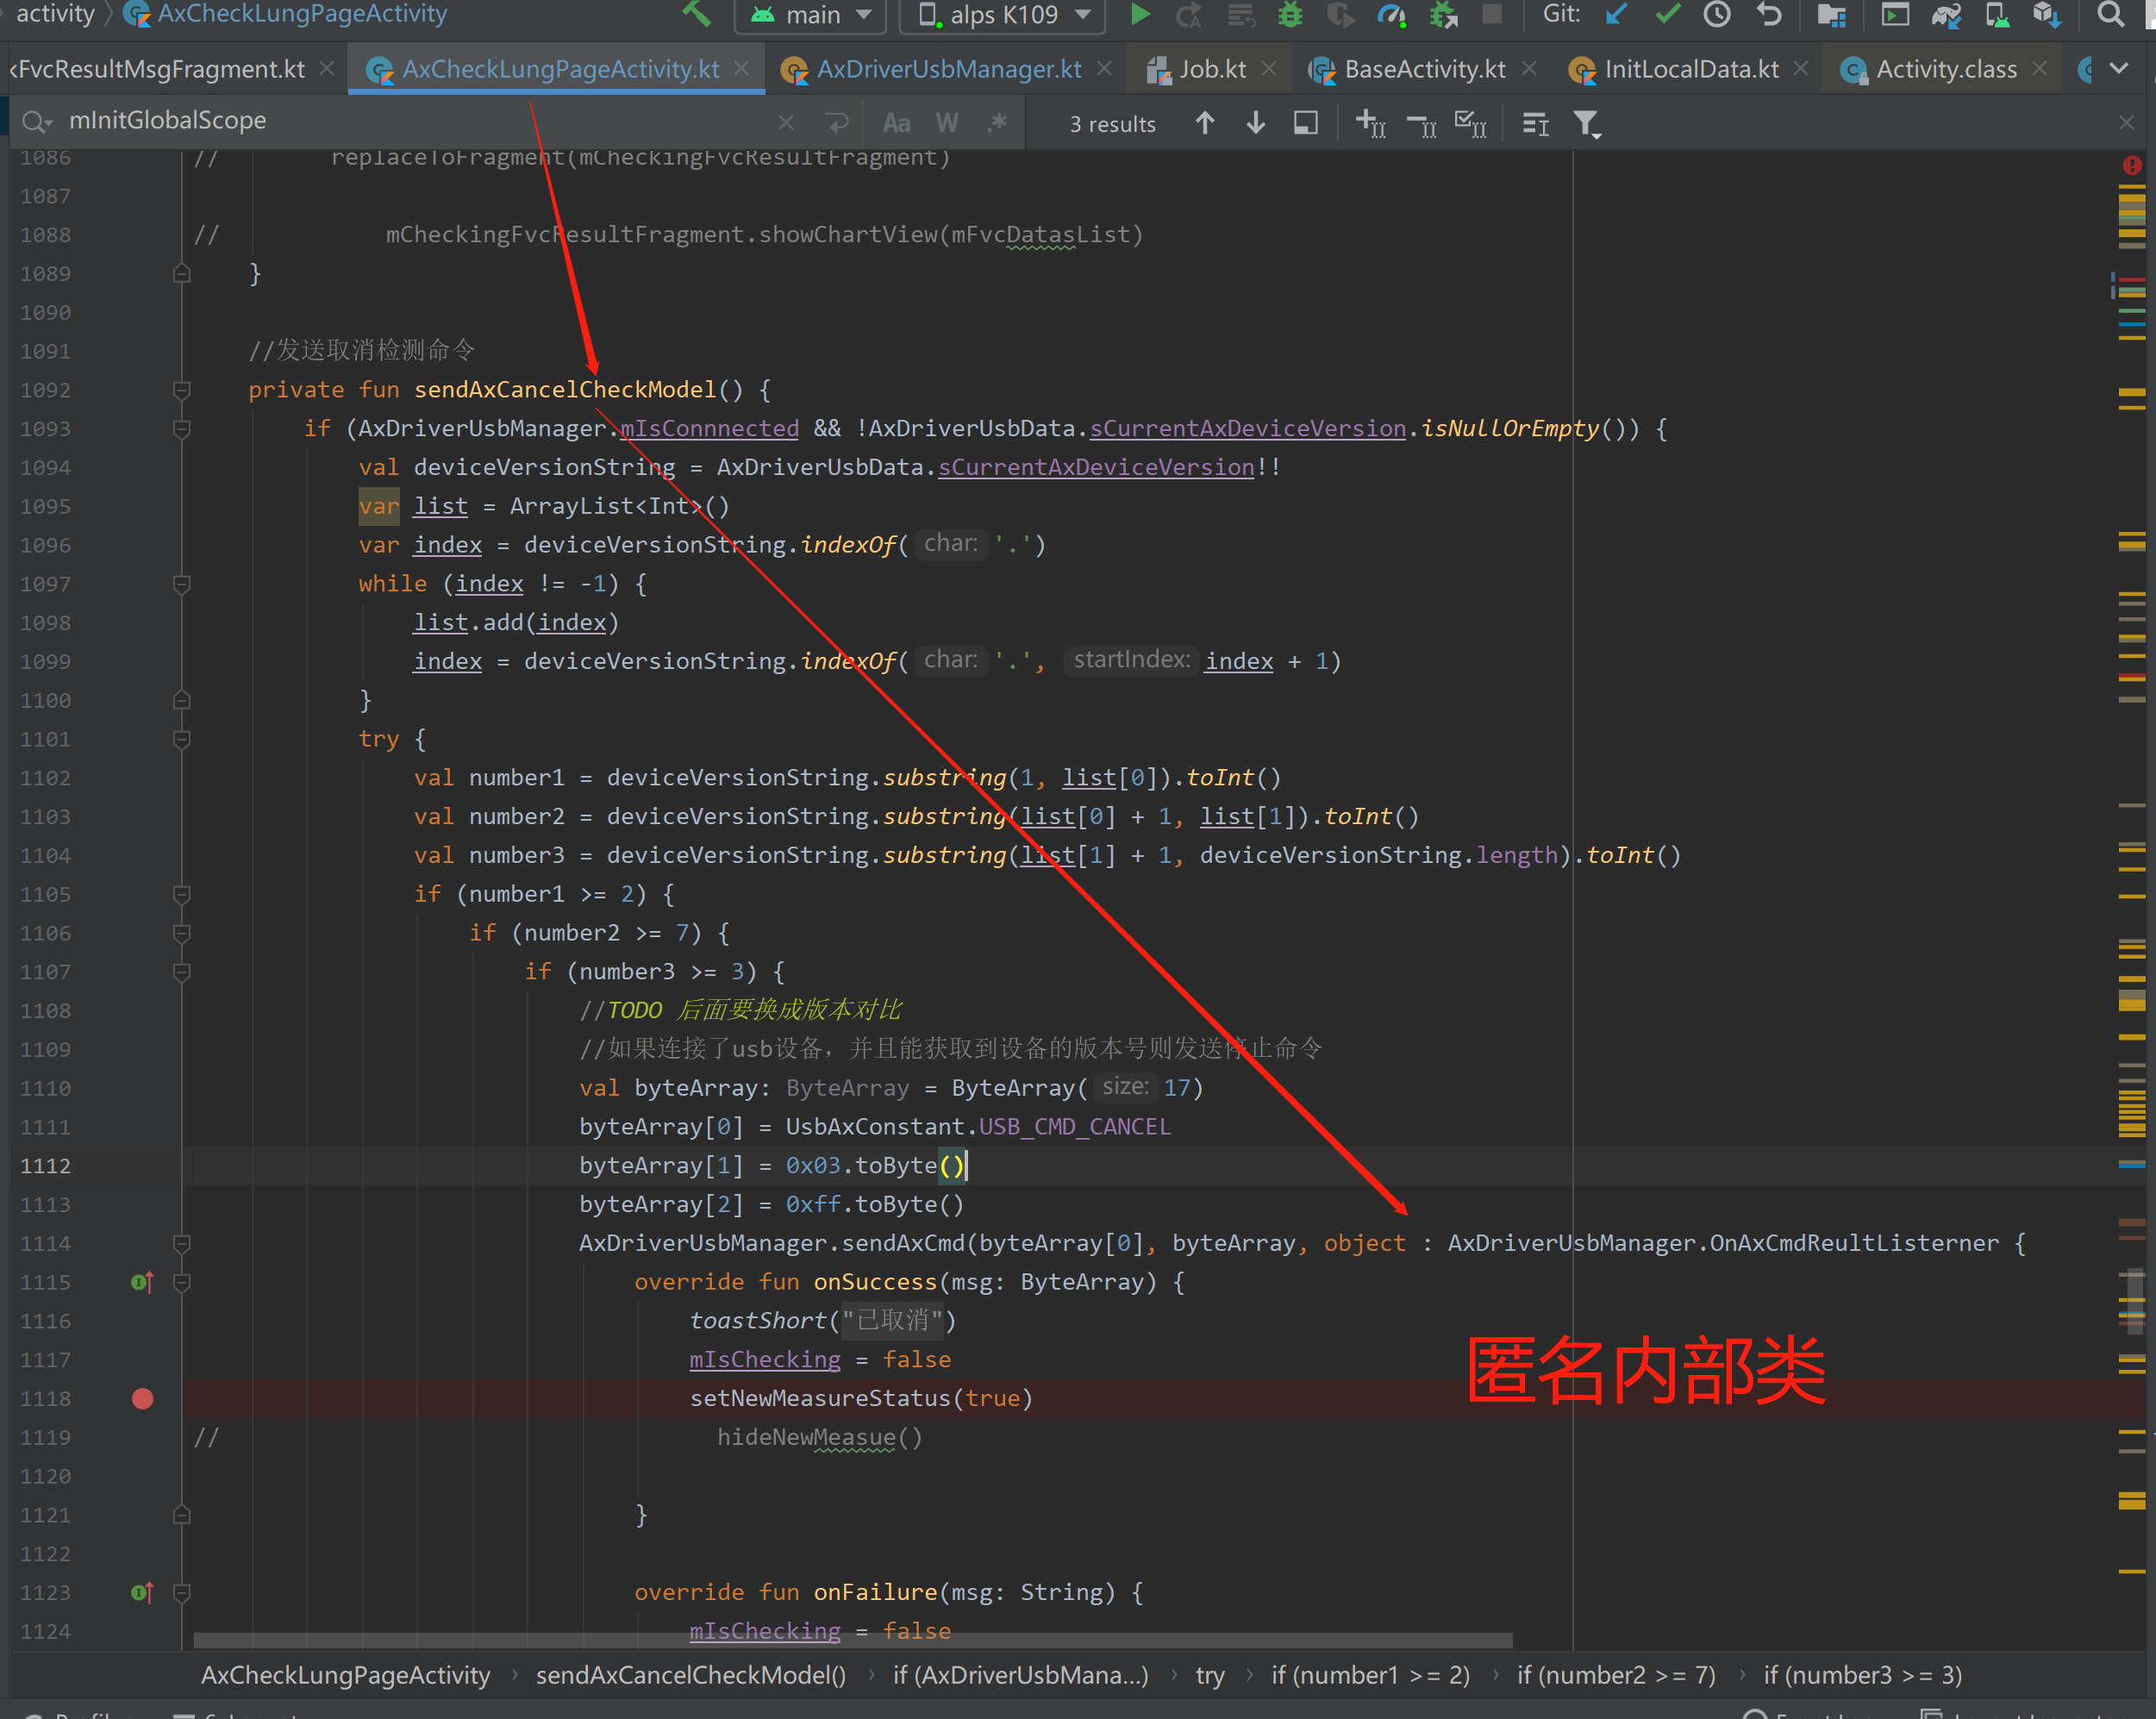 activity AxCheckLungPageActivity main alps K109 Git:
kFvcResultMsgFragment.kt AxCheckLungPageActivity.kt AxDriverUsbManager.kt Job.kt BaseActivity.kt InitLocalData.kt Activity.class
mInitGlobalScope Aa W .* 3 results
1086 // replaceToFragment(mCheckingFvcResultFragment)
1087
1088 // mCheckingFvcResultFragment.showChartView(mFvcDatasList)
1089 }
1090
1091 //发送取消检测命令
1092 private fun sendAxCancelCheckModel() {
1093 if (AxDriverUsbManager.mIsConnnected && !AxDriverUsbData.sCurrentAxDeviceVersion.isNullOrEmpty()) {
1094 val deviceVersionString = AxDriverUsbData.sCurrentAxDeviceVersion!!
1095 var list = ArrayList<Int>()
1096 var index = deviceVersionString.indexOf( char: '.')
1097 while (index != -1) {
1098 list.add(index)
1099 index = deviceVersionString.indexOf( char: '.', startIndex: index + 1)
1100 }
1101 try {
1102 val number1 = deviceVersionString.substring(1, list[0]).toInt()
1103 val number2 = deviceVersionString.substring(list[0] + 1, list[1]).toInt()
1104 val number3 = deviceVersionString.substring(list[1] + 1, deviceVersionString.length).toInt()
1105 if (number1 >= 2) {
1106 if (number2 >= 7) {
1107 if (number3 >= 3) {
1108 //TODO 后面要换成版本对比
1109 //如果连接了usb设备，并且能获取到设备的版本号则发送停止命令
1110 val byteArray: ByteArray = ByteArray( size: 17)
1111 byteArray[0] = UsbAxConstant.USB_CMD_CANCEL
1112 byteArray[1] = 0x03.toByte()
1113 byteArray[2] = 0xff.toByte()
1114 AxDriverUsbManager.sendAxCmd(byteArray[0], byteArray, object : AxDriverUsbManager.OnAxCmdReultListerner {
1115 override fun onSuccess(msg: ByteArray) {
1116 toastShort("已取消")
匿名内部类
1117 mIsChecking = false
1118 setNewMeasureStatus(true)
1119 // hideNewMeasue()
1120
1121 }
1122
1123 override fun onFailure(msg: String) {
1124 mIsChecking = false
AxCheckLungPageActivity › sendAxCancelCheckModel() › if (AxDriverUsbMana...) › try › if (number1 >= 2) › if (number2 >= 7) › if (number3 >= 3)